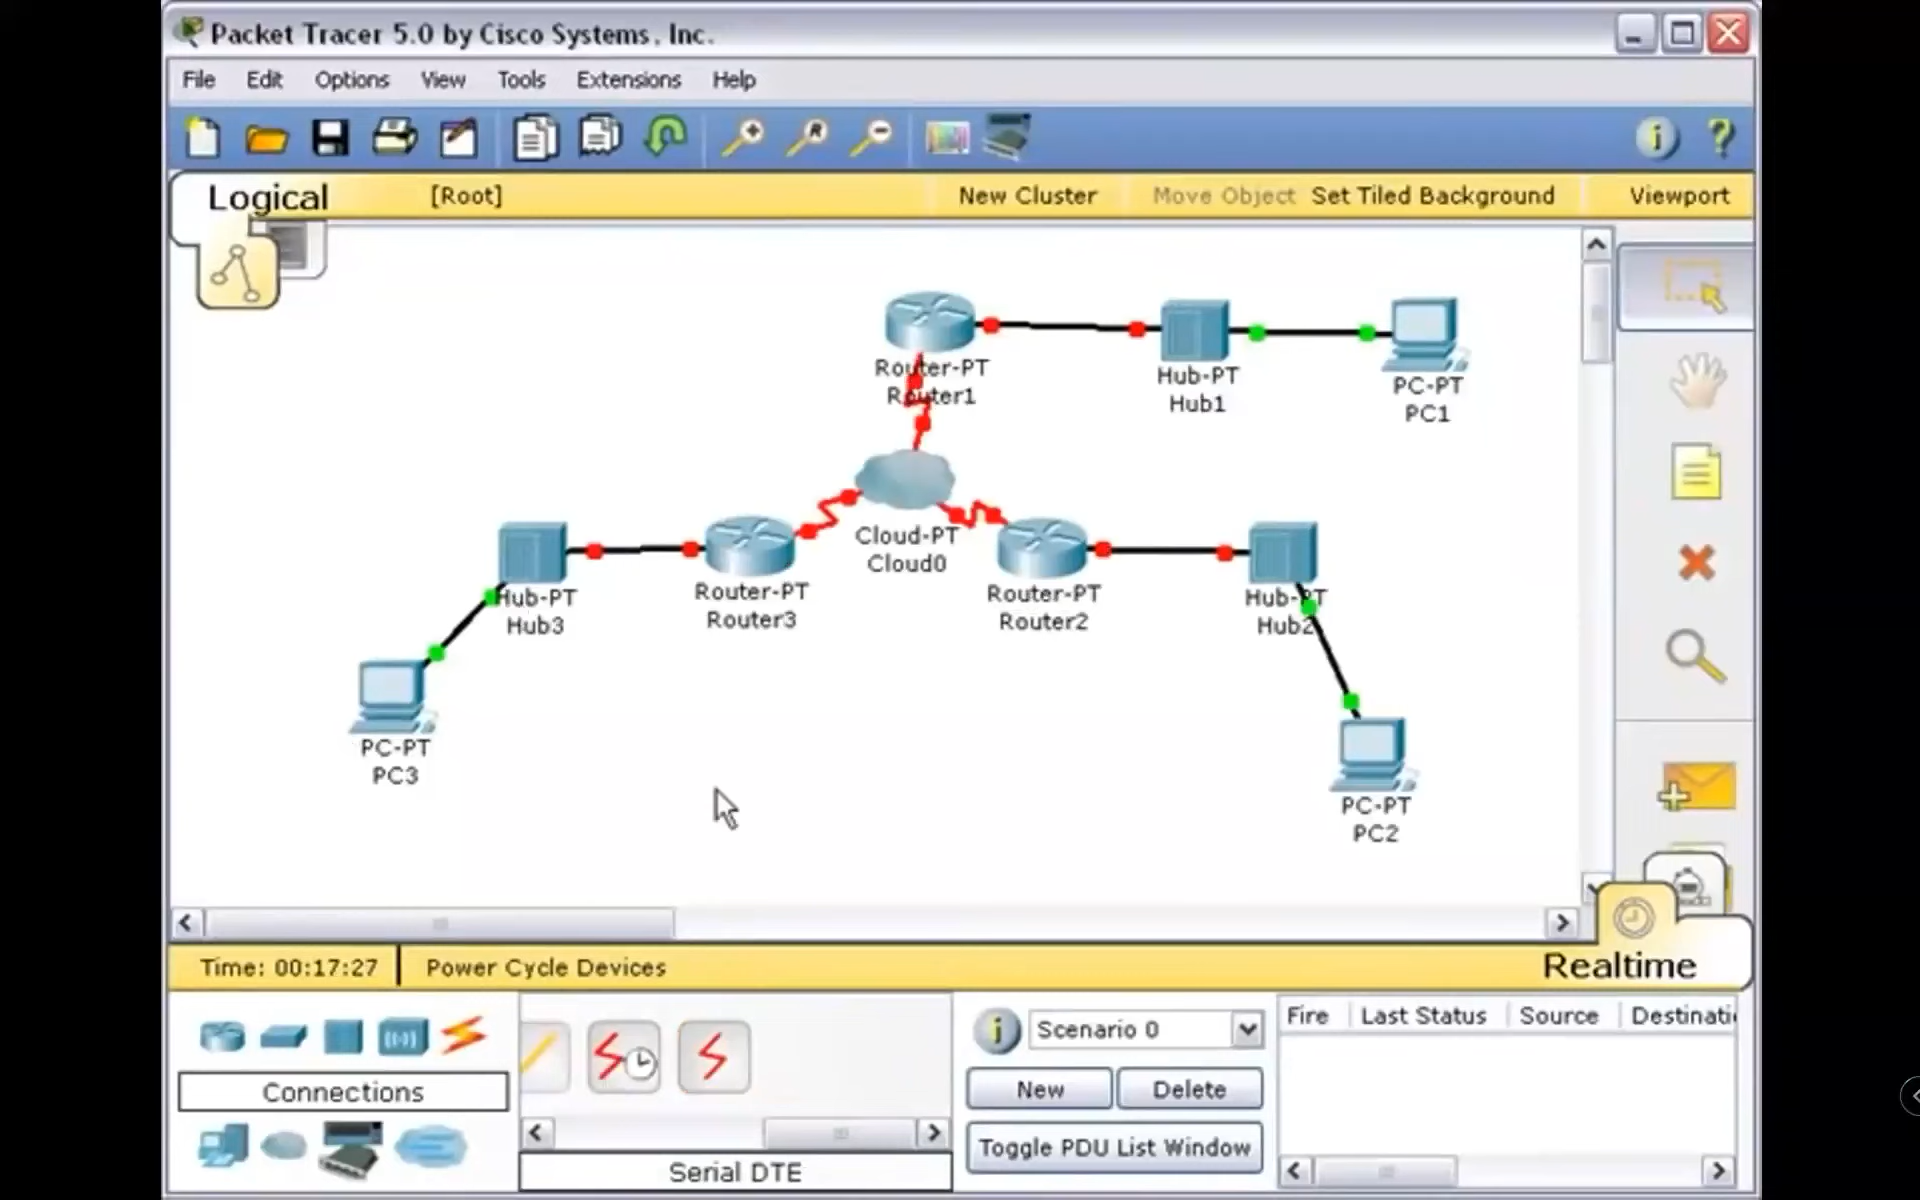 Packet Tracer 5.0 by Cisco Systems, Inc.
File Edit Options View Tools Extensions Help
Logical [Root] New Cluster Move Object Set Tiled Background Viewport
Router-PT
Router1
Hub-PT
Hub1
PC-PT
PC1
Cloud-PT
Cloud0
Hub-PT
Hub3
Router-PT
Router3
Router-PT
Router2
Hub-PT
Hub2
PC-PT
PC3
PC-PT
PC2
Time: 00:17:27 Power Cycle Devices Realtime
Fire Last Status Source Destinati
Scenario 0
Connections
New Delete
Toggle PDU List Window
Serial DTE